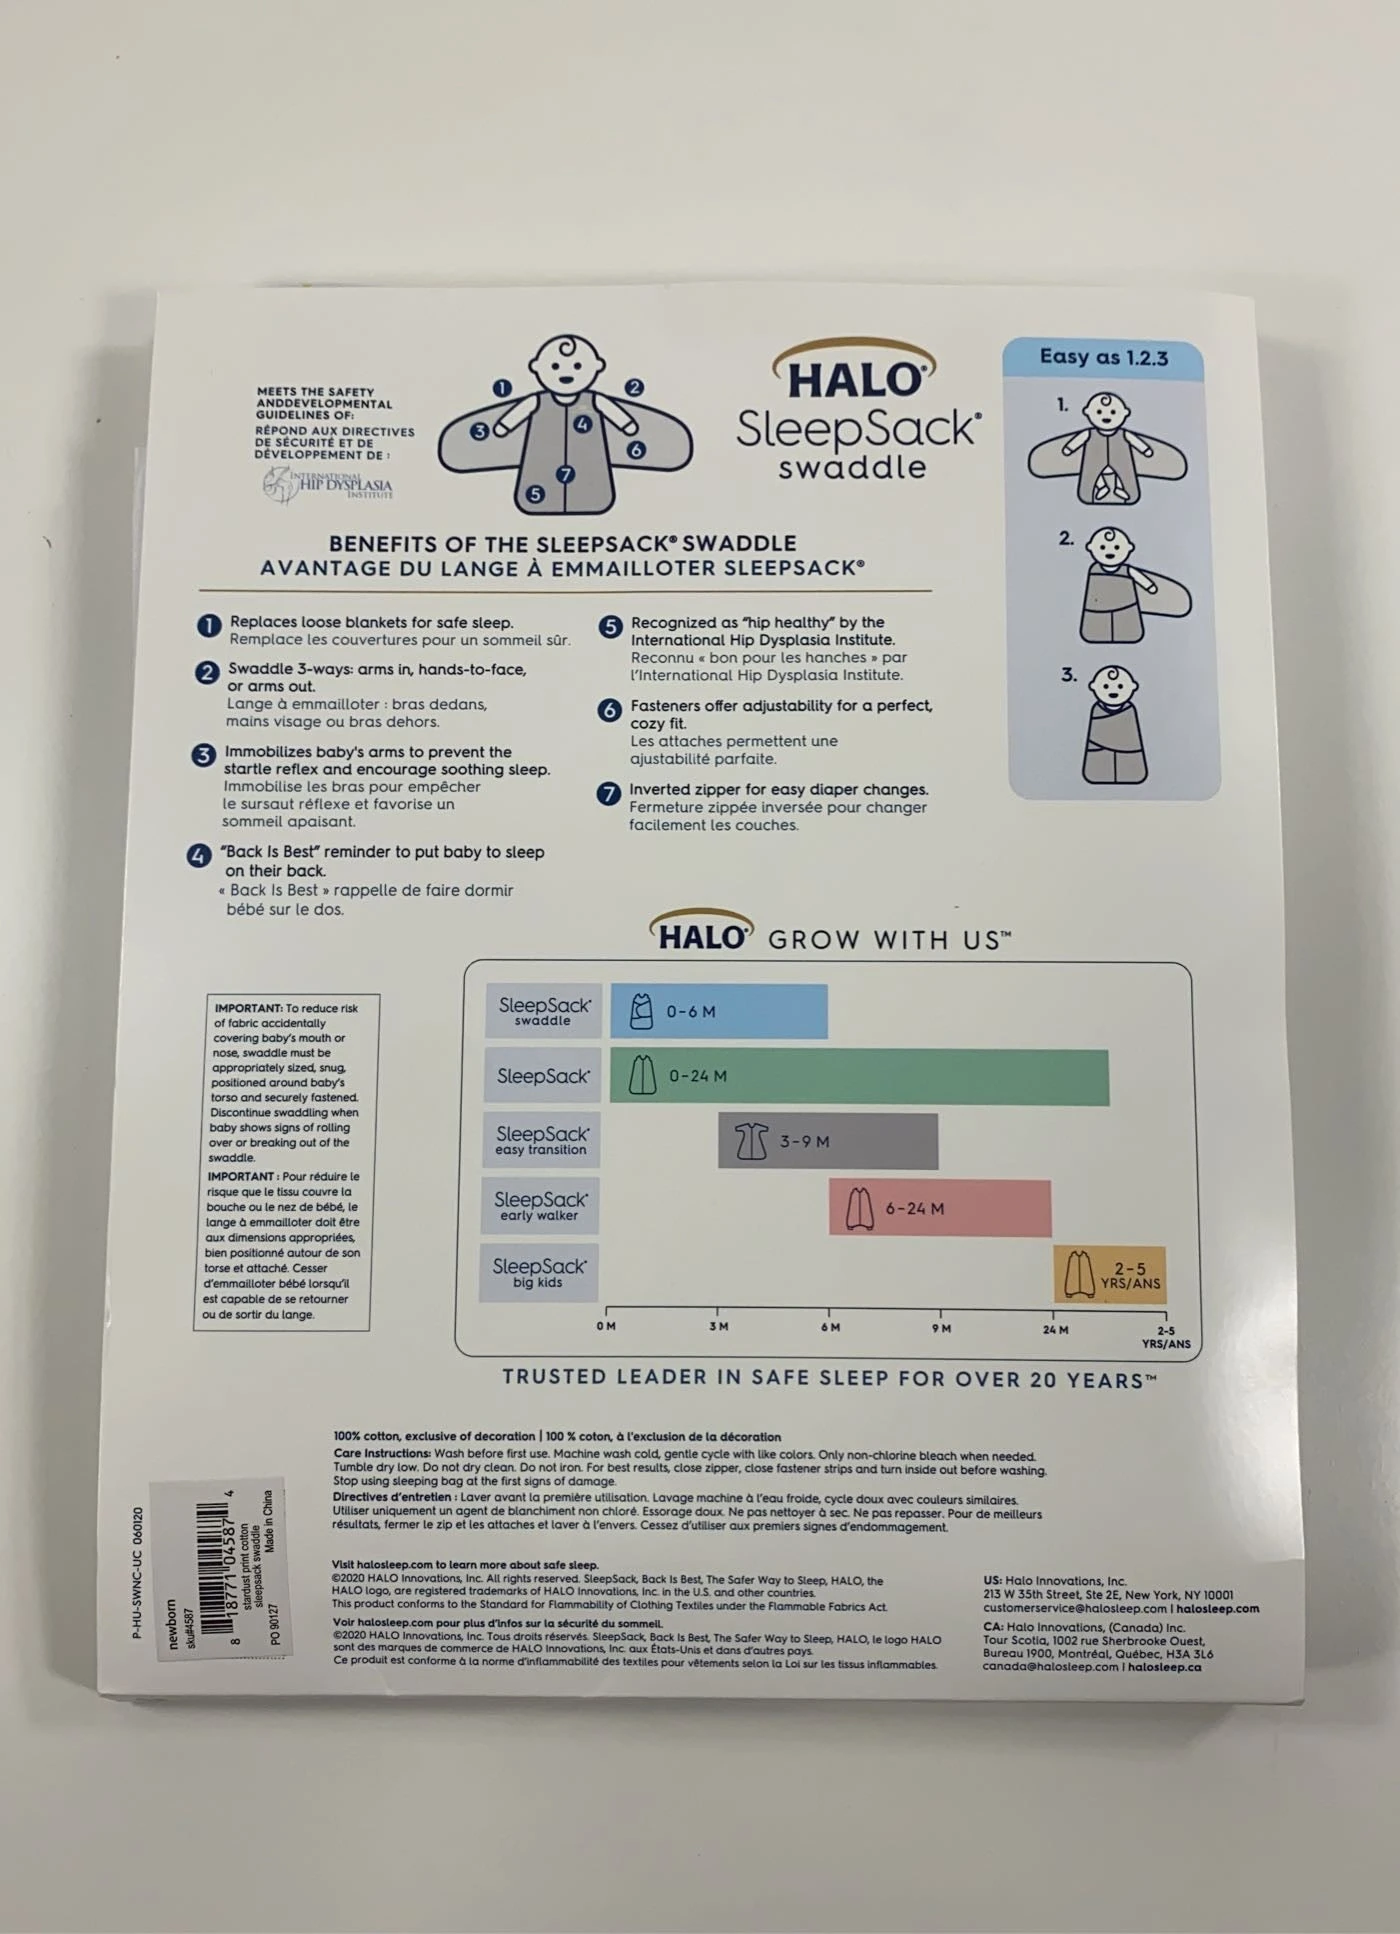 MEETS THE SAFETY
ANDDEVELOPMENTAL
GUIDELINES OF:
RÉPOND AUX DIRECTIVES
DE SÉCURITÉ ET DE
DÉVELOPPEMENT DE :
INTERNATIONAL
HIP DYSPLASIA
INSTITUTE
1
2
3
4
5
6
7
HALO®
SleepSack®
swaddle
Easy as 1.2.3
1.
2.
3.
BENEFITS OF THE SLEEPSACK® SWADDLE
AVANTAGE DU LANGE À EMMAILLOTER SLEEPSACK®
1 Replaces loose blankets for safe sleep.
Remplace les couvertures pour un sommeil sûr.
2 Swaddle 3-ways: arms in, hands-to-face,
or arms out.
Lange à emmailloter : bras dedans,
mains visage ou bras dehors.
3 Immobilizes baby's arms to prevent the
startle reflex and encourage soothing sleep.
Immobilise les bras pour empêcher
le sursaut réflexe et favorise un
sommeil apaisant.
4 "Back Is Best" reminder to put baby to sleep
on their back.
« Back Is Best » rappelle de faire dormir
bébé sur le dos.
5 Recognized as "hip healthy" by the
International Hip Dysplasia Institute.
Reconnu « bon pour les hanches » par
l'International Hip Dysplasia Institute.
6 Fasteners offer adjustability for a perfect,
cozy fit.
Les attaches permettent une
ajustabilité parfaite.
7 Inverted zipper for easy diaper changes.
Fermeture zippée inversée pour changer
facilement les couches.
HALO® GROW WITH US™
SleepSack®
swaddle
0-6 M
SleepSack®
0-24 M
SleepSack®
easy transition
3-9 M
SleepSack®
early walker
6-24 M
SleepSack®
big kids
2-5
YRS/ANS
0 M 3 M 6 M 9 M 24 M 2-5
YRS/ANS
IMPORTANT: To reduce risk
of fabric accidentally
covering baby's mouth or
nose, swaddle must be
appropriately sized, snug,
positioned around baby's
torso and securely fastened.
Discontinue swaddling when
baby shows signs of rolling
over or breaking out of the
swaddle.
IMPORTANT : Pour réduire le
risque que le tissu couvre la
bouche ou le nez de bébé, le
lange à emmailloter doit être
aux dimensions appropriées,
bien positionné autour de son
torse et attaché. Cesser
d'emmailloter bébé lorsqu'il
est capable de se retourner
ou de sortir du lange.
TRUSTED LEADER IN SAFE SLEEP FOR OVER 20 YEARS™
100% cotton, exclusive of decoration | 100 % coton, à l'exclusion de la décoration
Care Instructions: Wash before first use. Machine wash cold, gentle cycle with like colors. Only non-chlorine bleach when needed.
Tumble dry low. Do not dry clean. Do not iron. For best results, close zipper, close fastener strips and turn inside out before washing.
Stop using sleeping bag at the first signs of damage.
Directives d'entretien : Laver avant la première utilisation. Lavage machine à l'eau froide, cycle doux avec couleurs similaires.
Utiliser uniquement un agent de blanchiment non chloré. Essorage doux. Ne pas nettoyer à sec. Ne pas repasser. Pour de meilleurs
résultats, fermer le zip et les attaches et laver à l'envers. Cessez d'utiliser aux premiers signes d'endommagement.
Visit halosleep.com to learn more about safe sleep.
©2020 HALO Innovations, Inc. All rights reserved. SleepSack, Back Is Best, The Safer Way to Sleep, HALO, the
HALO logo, are registered trademarks of HALO Innovations, Inc. in the U.S. and other countries.
This product conforms to the Standard for Flammability of Clothing Textiles under the Flammable Fabrics Act.
Voir halosleep.com pour plus d'infos sur la sécurité du sommeil.
©2020 HALO Innovations, Inc. Tous droits réservés. SleepSack, Back Is Best, The Safer Way to Sleep, HALO, le logo HALO
sont des marques de commerce de HALO Innovations, Inc. aux États-Unis et dans d'autres pays.
Ce produit est conforme à la norme d'inflammabilité des textiles pour vêtements selon la Loi sur les tissus inflammables.
US: Halo Innovations, Inc.
213 W 35th Street, Ste 2E, New York, NY 10001
customerservice@halosleep.com | halosleep.com
CA: Halo Innovations, (Canada) Inc.
Tour Scotia, 1002 rue Sherbrooke Ouest,
Bureau 1900, Montréal, Québec, H3A 3L6
canada@halosleep.com | halosleep.ca
P-HU-SWNC-UC 060120
newborn
sku#4587
8 18771 04587 4
stardust print cotton
sleepsack swaddle
PO 90127 Made in China